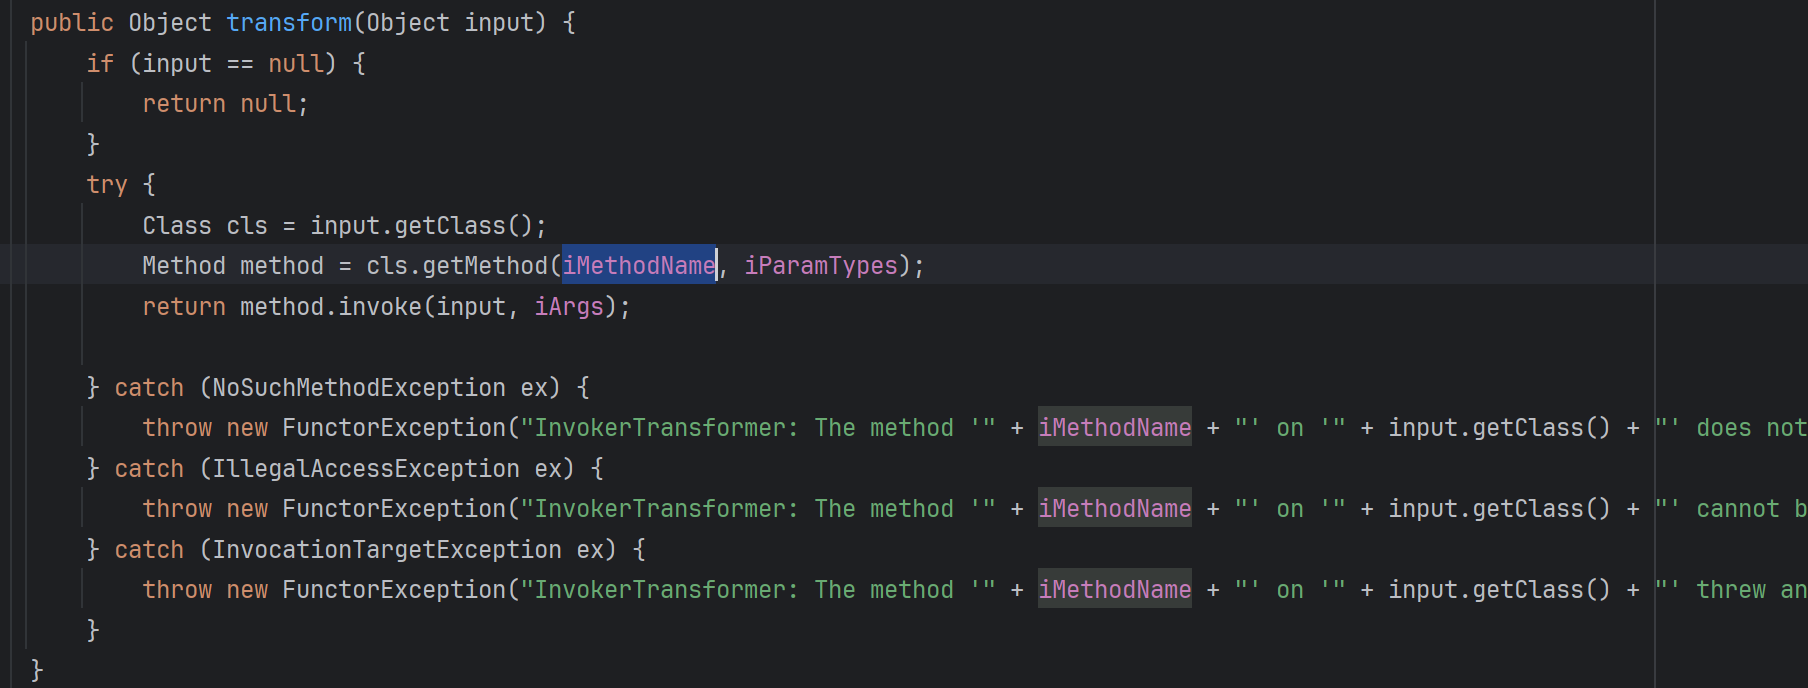 public Object transform(Object input) {
    if (input == null) {
        return null;
    }
    try {
        Class cls = input.getClass();
        Method method = cls.getMethod(iMethodName, iParamTypes);
        return method.invoke(input, iArgs);
    } catch (NoSuchMethodException ex) {
        throw new FunctorException("InvokerTransformer: The method '" + iMethodName + "' on '" + input.getClass() + "' does not
    } catch (IllegalAccessException ex) {
        throw new FunctorException("InvokerTransformer: The method '" + iMethodName + "' on '" + input.getClass() + "' cannot b
    } catch (InvocationTargetException ex) {
        throw new FunctorException("InvokerTransformer: The method '" + iMethodName + "' on '" + input.getClass() + "' threw an
    }
}